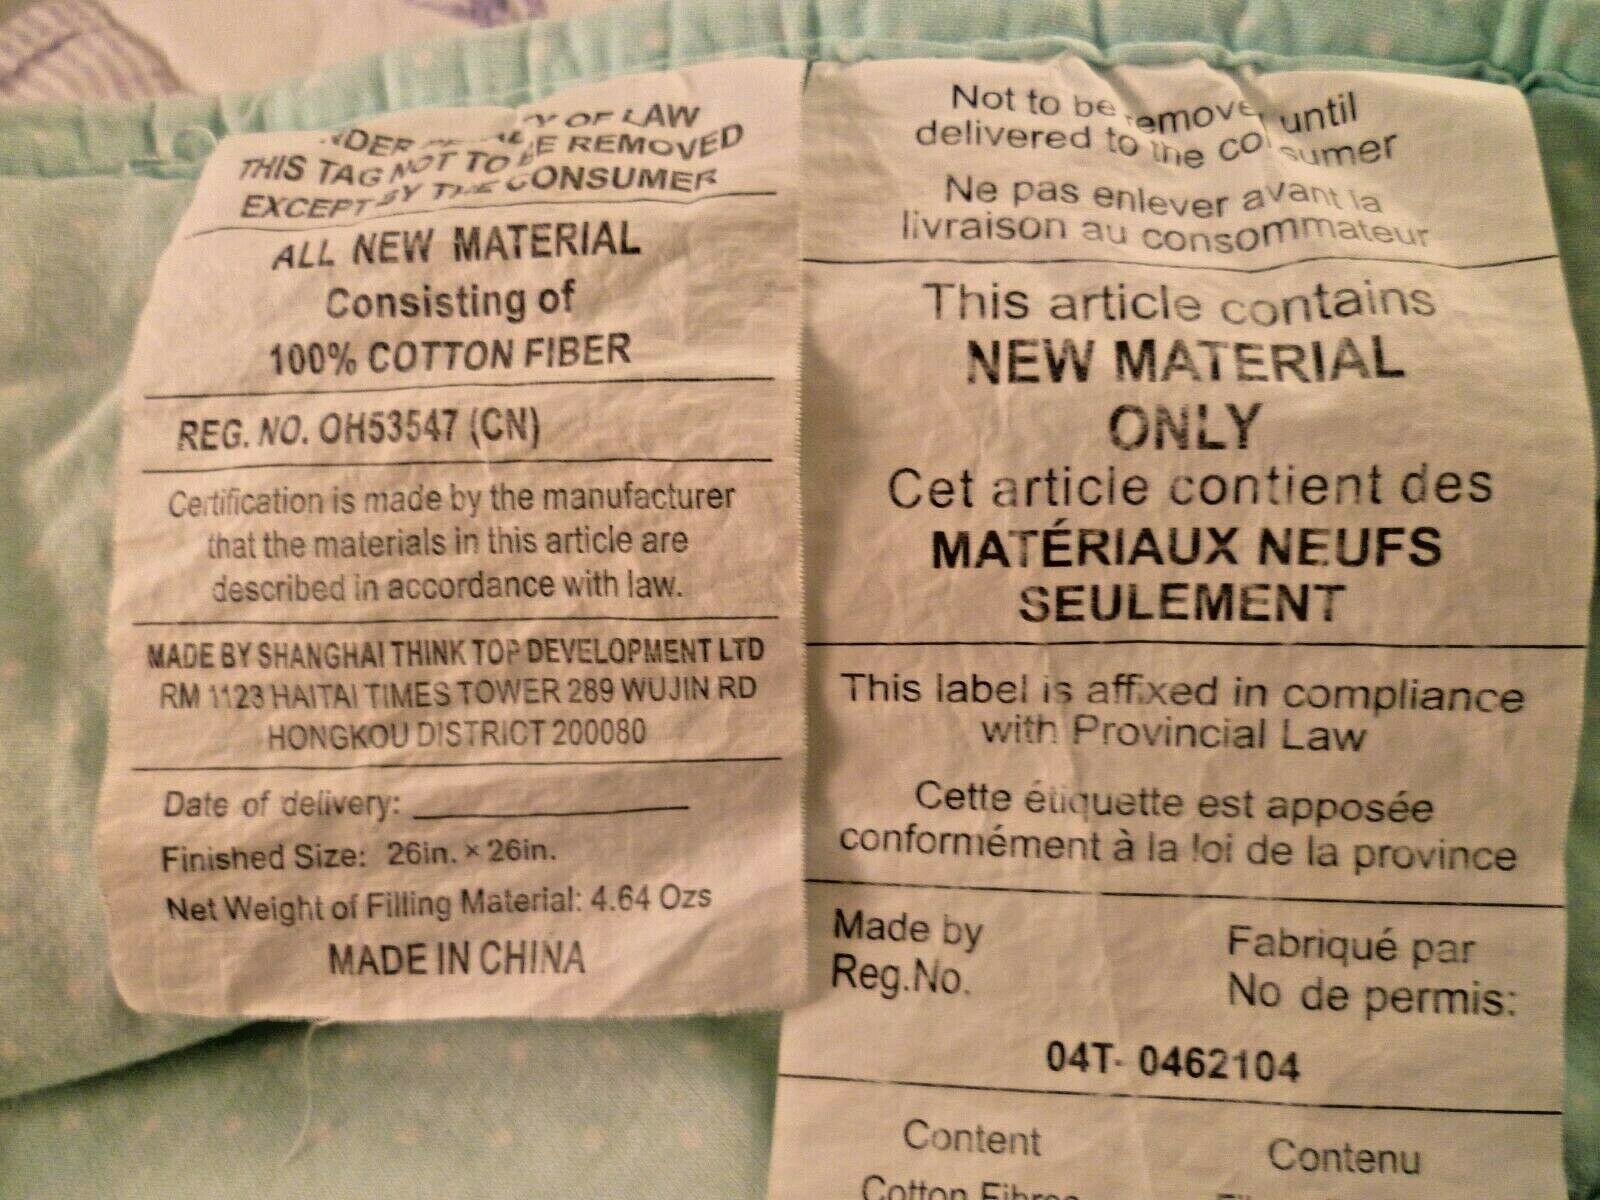 Y OF LAW
THIS TAG NOT TO BE REMOVED
EXCEPT BY THE CONSUMER
ALL NEW MATERIAL
Consisting of
100% COTTON FIBER
REG. NO. OH53547 (CN)
Certification is made by the manufacturer
that the materials in this article are
described in accordance with law.
MADE BY SHANGHAI THINK TOP DEVELOPMENT LTD
RM 1123 HAITAI TIMES TOWER 289 WUJIN RD
HONGKOU DISTRICT 200080
Date of delivery:
Finished Size: 26in. × 26in.
Net Weight of Filling Material: 4.64 Ozs
MADE IN CHINA
Not to be removed until
delivered to the consumer
Ne pas enlever avant la
livraison au consommateur
This article contains
NEW MATERIAL
ONLY
Cet article contient des
MATÉRIAUX NEUFS
SEULEMENT
This label is affixed in compliance
with Provincial Law
Cette étiquette est apposée
conformément à la loi de la province
Made by
Reg.No.
Fabriqué par
No de permis:
04T- 0462104
Content
Contenu
Cotton Fibres